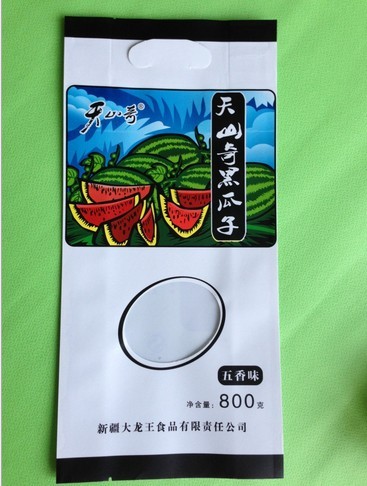 天山奇®
天山奇黑瓜子
五香味
净含量：800克
新疆大龙王食品有限责任公司